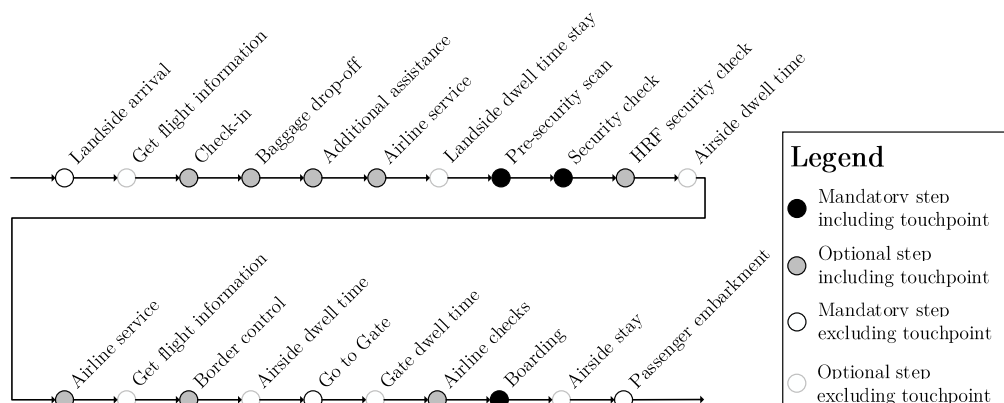 Landside arrival
Get flight information
Check-in
Baggage drop-off
Additional assistance
Airline service
Landside dwell time stay
Pre-security scan
Security check
HRF security check
Airside dwell time
Airline service
Get flight information
Border control
Airside dwell time
Go to Gate
Gate dwell time
Airline checks
Boarding
Airside stay
Passenger embarkment
Legend
Mandatory step
including touchpoint
Optional step
including touchpoint
Mandatory step
excluding touchpoint
Optional step
excluding touchpoint